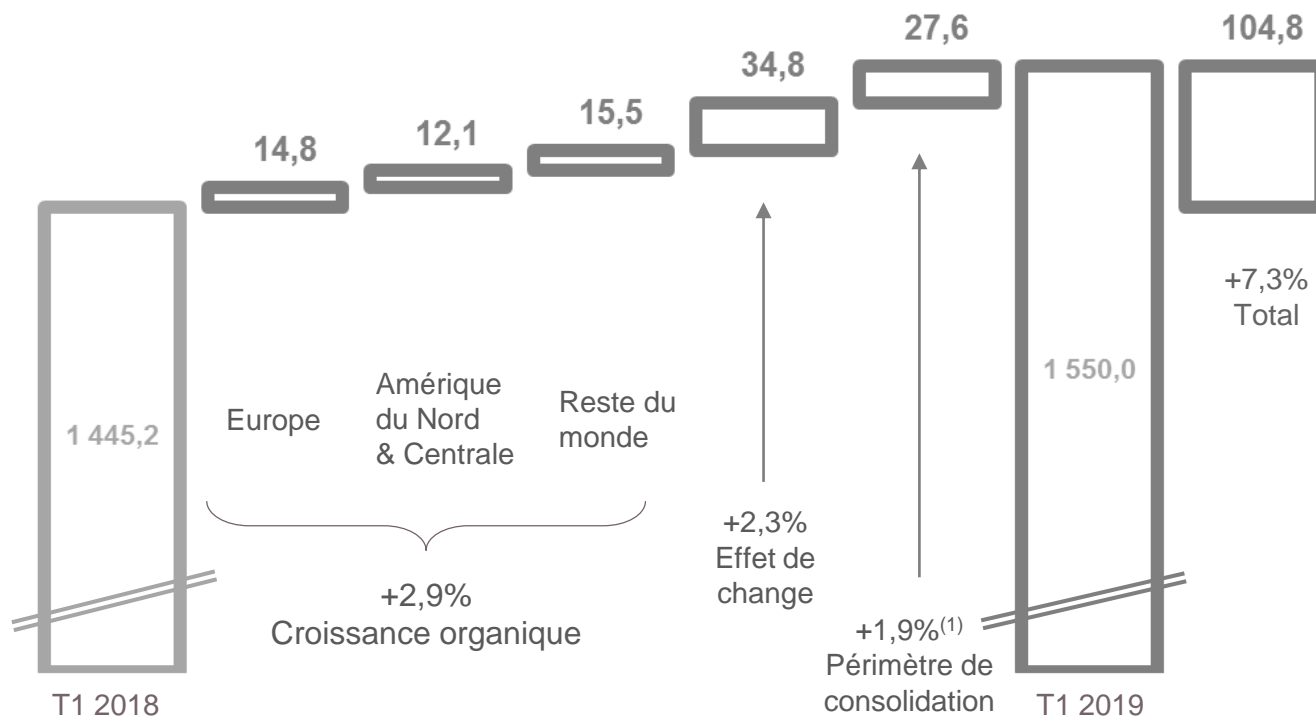 14,8
12,1
15,5
34,8
27,6
104,8
+7,3%
Total
1 445,2
Europe
Amérique
du Nord
& Centrale
Reste du
monde
1 550,0
+2,9%
Croissance organique
+2,3%
Effet de
change
+1,9%(1)
Périmètre de
consolidation
T1 2018
T1 2019